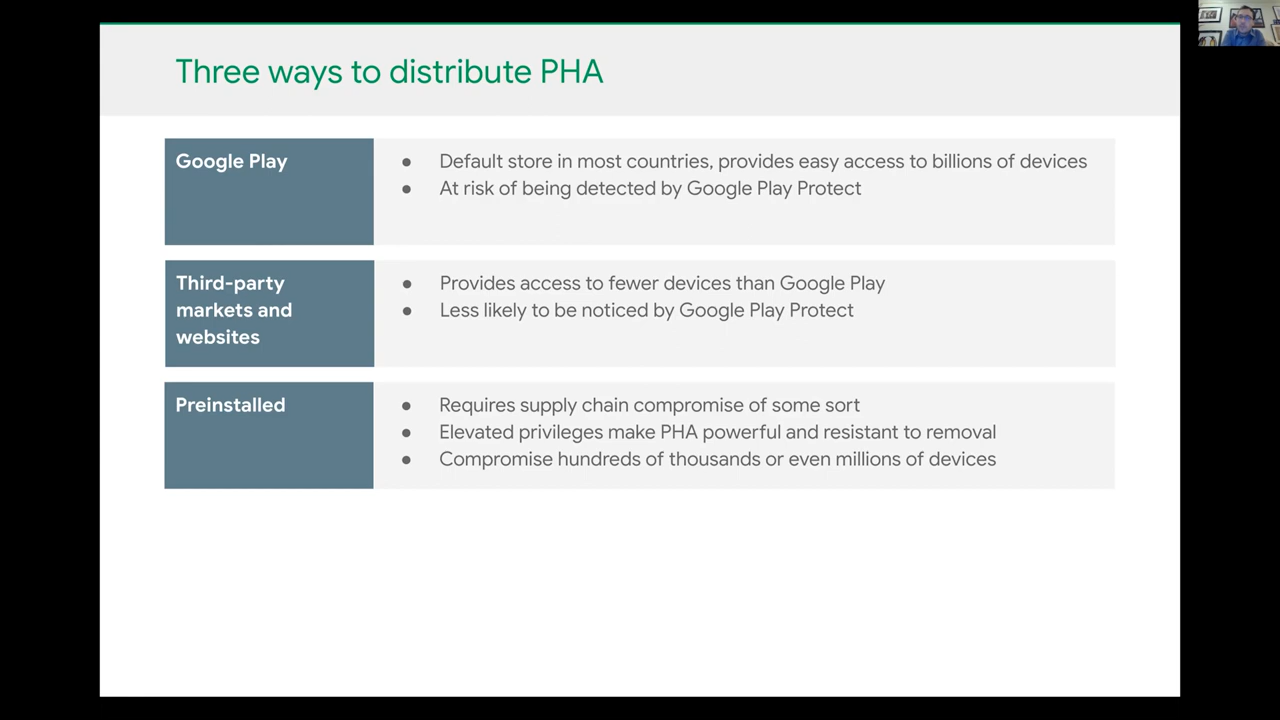 Three ways to distribute PHA
Google Play
● Default store in most countries, provides easy access to billions of devices
● At risk of being detected by Google Play Protect
Third-party
markets and
websites
● Provides access to fewer devices than Google Play
● Less likely to be noticed by Google Play Protect
Preinstalled
● Requires supply chain compromise of some sort
● Elevated privileges make PHA powerful and resistant to removal
● Compromise hundreds of thousands or even millions of devices